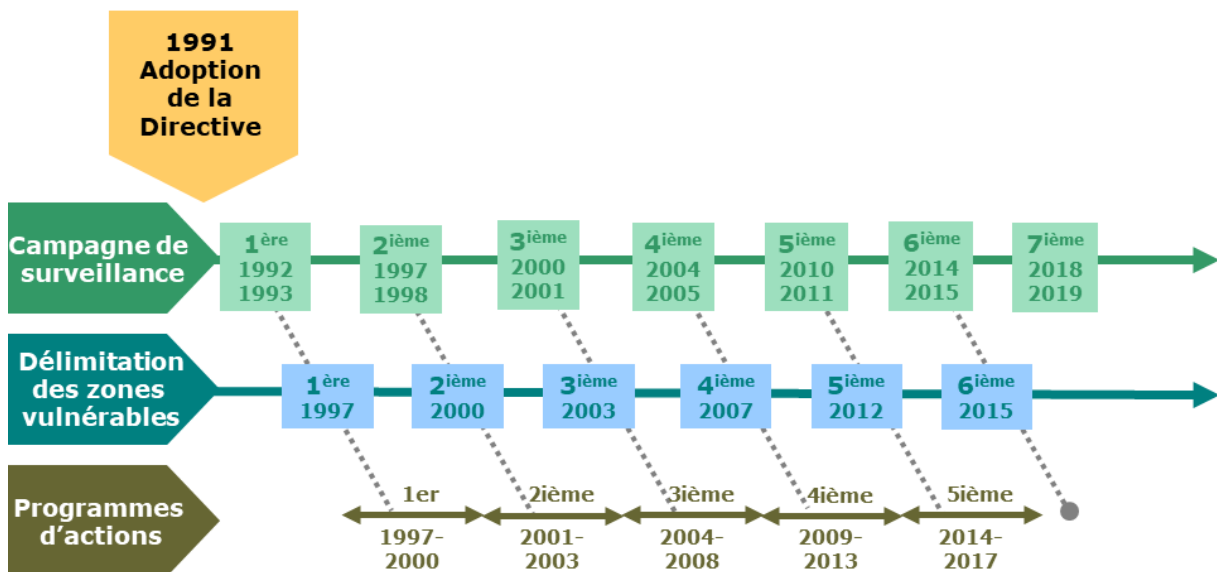 1991
Adoption
de la
Directive
Campagne de
surveillance
1ère
1992
1993
2ième
1997
1998
3ième
2000
2001
4ième
2004
2005
5ième
2010
2011
6ième
2014
2015
7ième
2018
2019
Délimitation
des zones
vulnérables
1ère
1997
2ième
2000
3ième
2003
4ième
2007
5ième
2012
6ième
2015
Programmes
d’actions
1er
1997-
2000
2ième
2001-
2003
3ième
2004-
2008
4ième
2009-
2013
5ième
2014-
2017